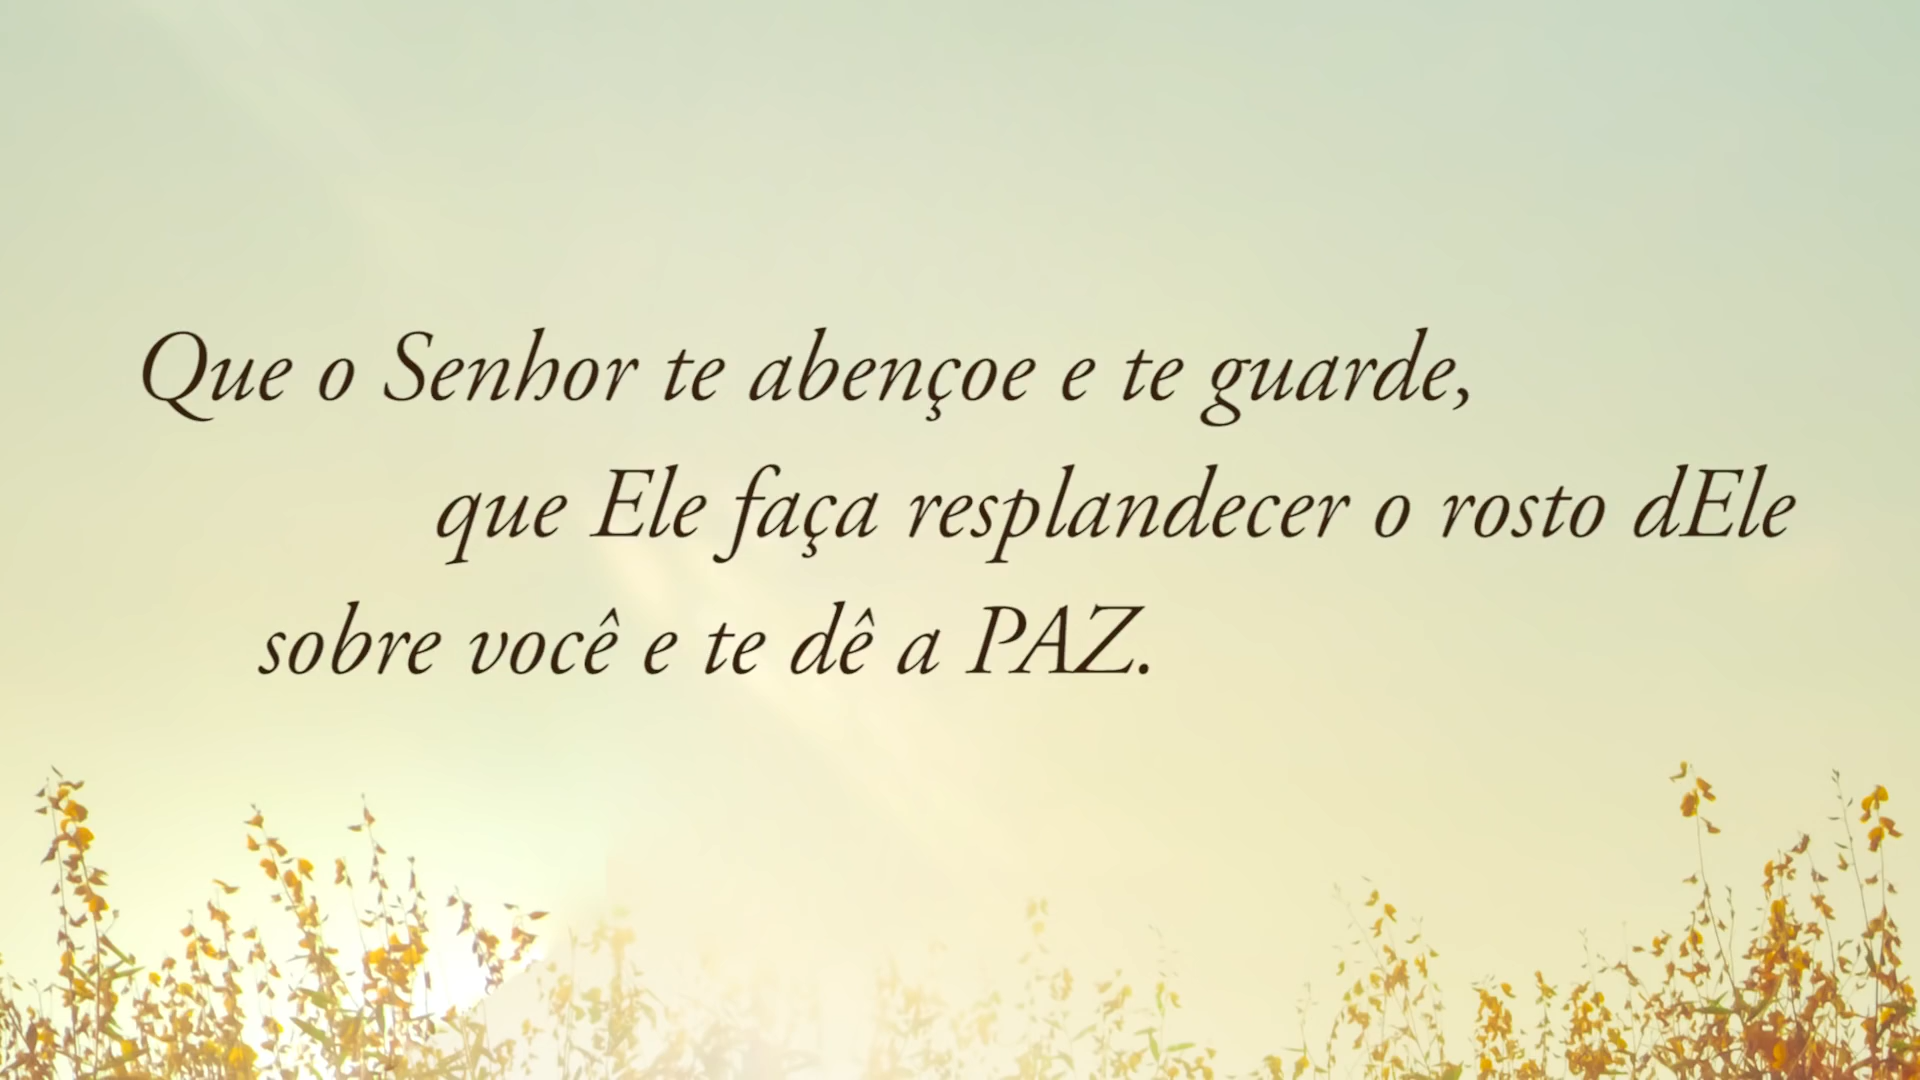 Que o Senhor te abençoe e te guarde,
que Ele faça resplandecer o rosto dEle
sobre você e te dê a PAZ.